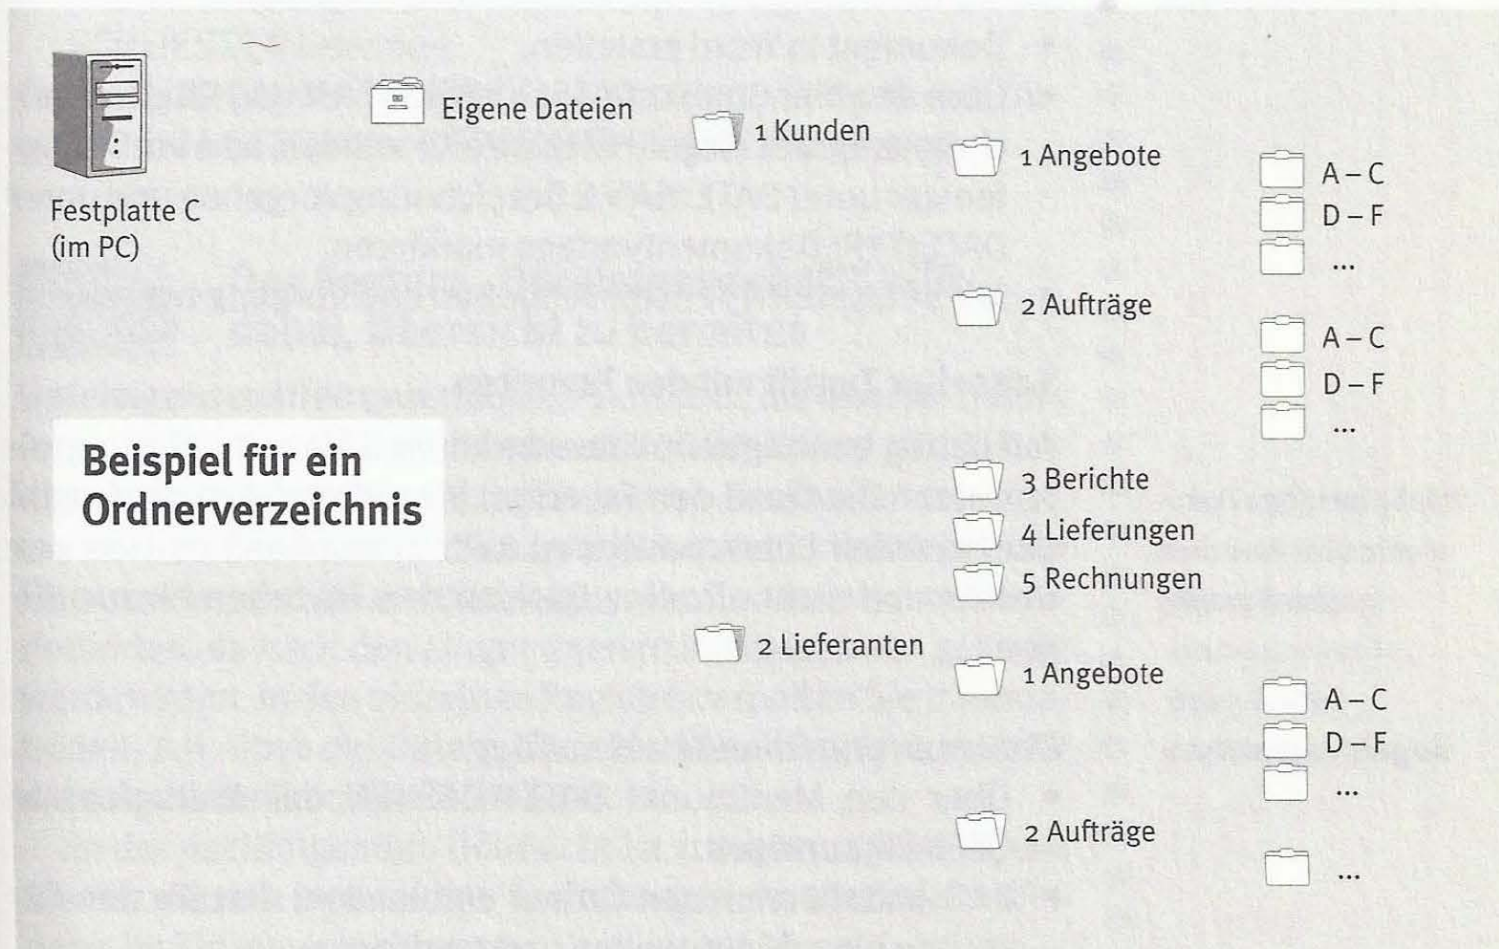 Eigene Dateien
1 Kunden
1 Angebote
A – C
D – F
...
Festplatte C
(im PC)
2 Aufträge
A – C
D – F
...
Beispiel für ein
Ordnerverzeichnis
3 Berichte
4 Lieferungen
5 Rechnungen
2 Lieferanten
1 Angebote
A – C
D – F
...
2 Aufträge
...